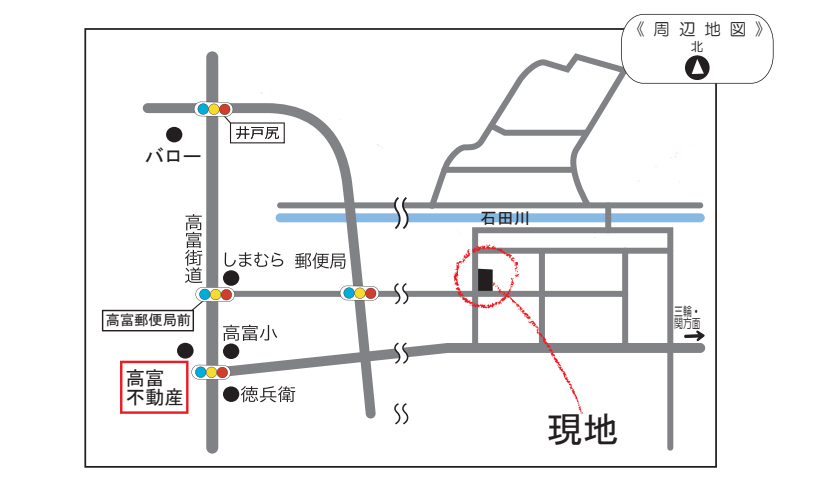 《周辺地図》
北
井戸尻
バロー
石田川
高富街道
しまむら
郵便局
高富郵便局前
三輪・
関方面
高富小
高富
不動産
徳兵衛
現地